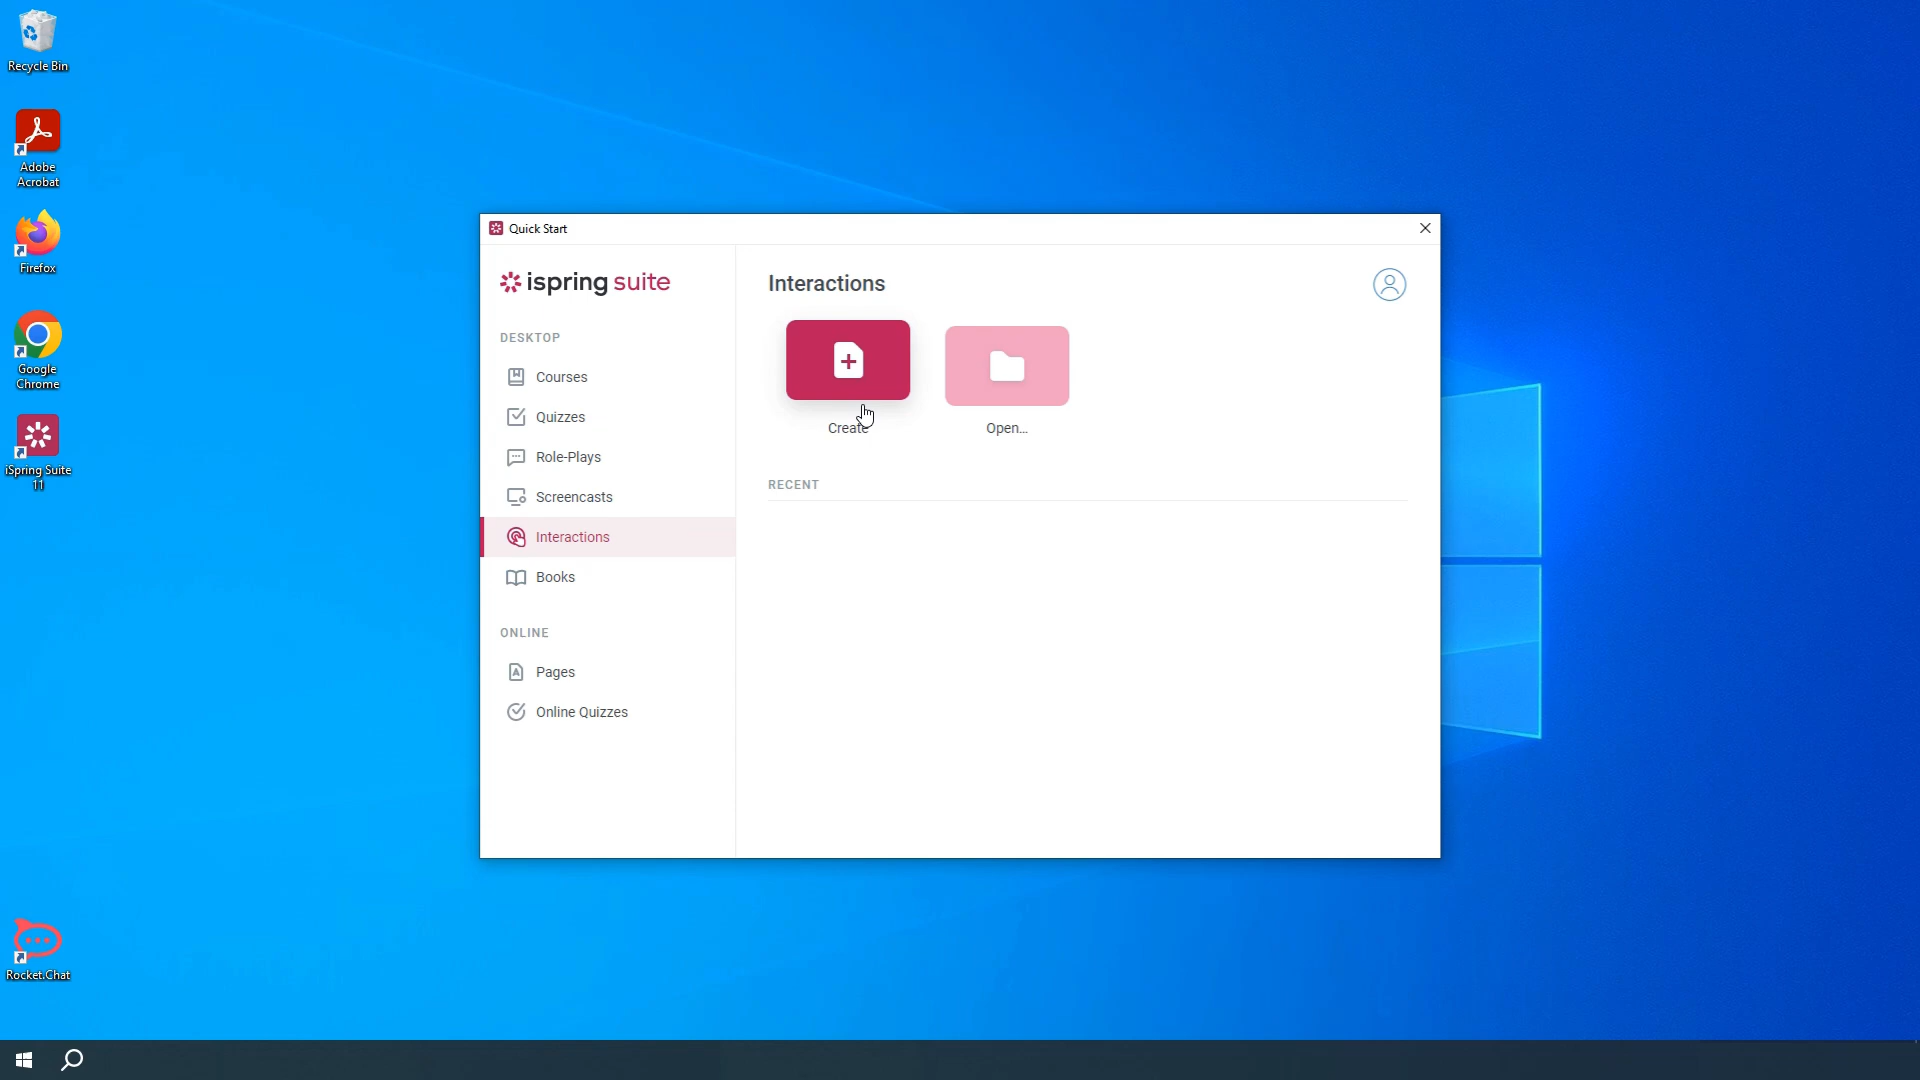 Recycle Bin
Adobe
Acrobat
Firefox
Google
Chrome
iSpring Suite
11
Rocket.Chat
Quick Start
ispring suite
DESKTOP
Courses
Quizzes
Role-Plays
Screencasts
Interactions
Books
ONLINE
Pages
Online Quizzes
Interactions
Create
Open...
RECENT